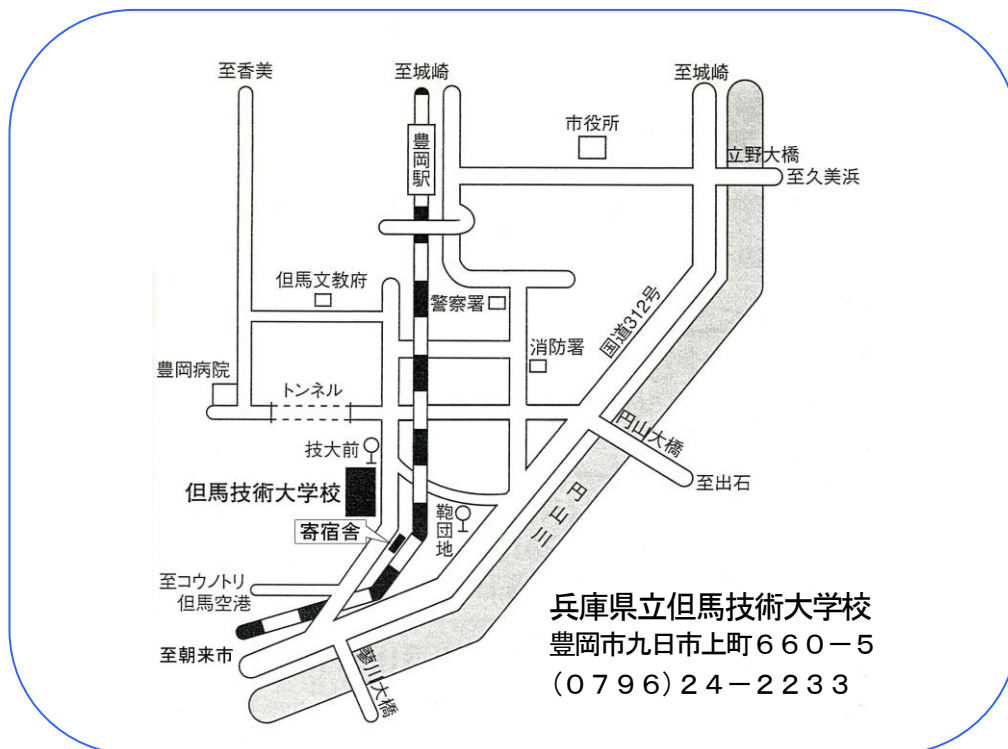 至香美
至城崎
至城崎
豊岡駅
市役所
立野大橋
至久美浜
但馬文教府
警察署
国道312号
消防署
豊岡病院
トンネル
円山大橋
技大前
至出石
但馬技術大学校
鞄団地
円山川
寄宿舎
至コウノトリ
但馬空港
至朝来市
蓼川大橋
兵庫県立但馬技術大学校
豊岡市九日市上町660-5
(0796)24-2233